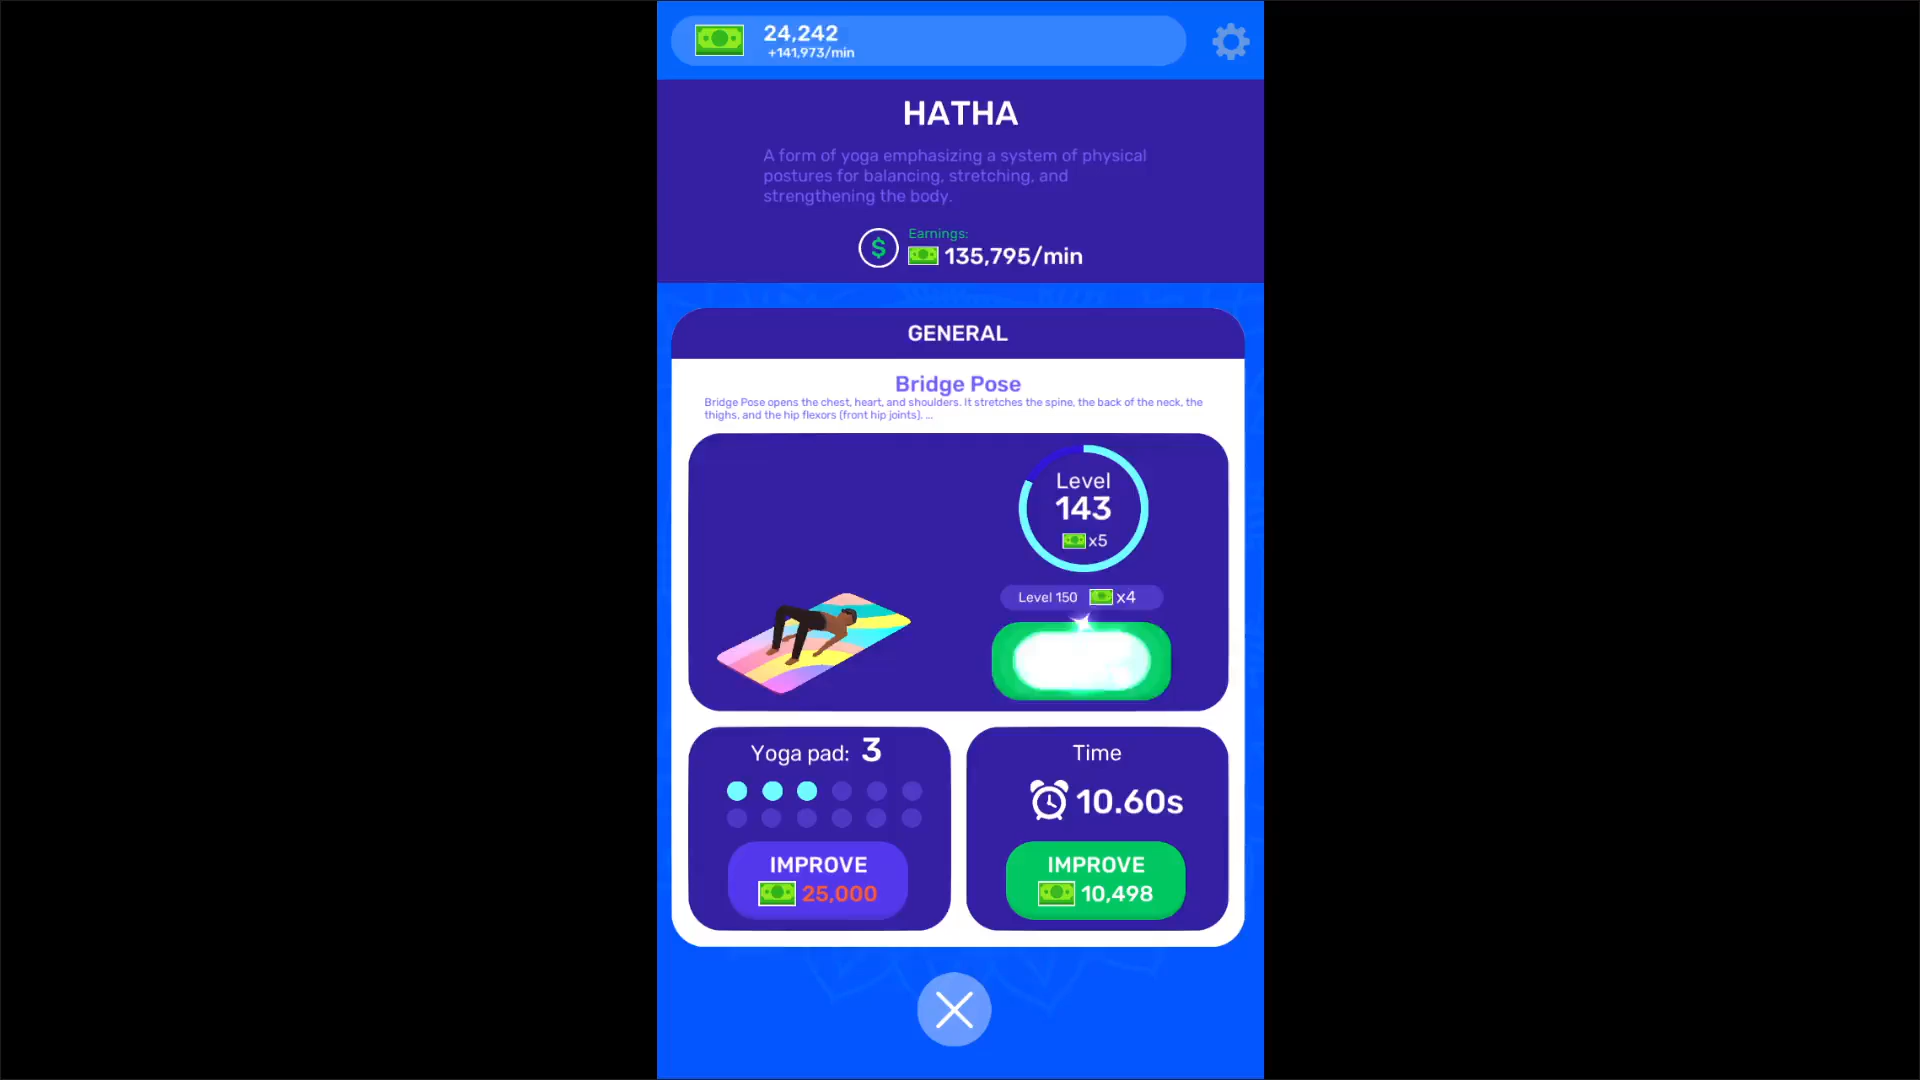 24,242
+141,973/min
HATHA
A form of yoga emphasizing a system of physical
postures for balancing, stretching, and
strengthening the body.
$
Earnings:
135,795/min
GENERAL
Bridge Pose
Bridge Pose opens the chest, heart, and shoulders. It stretches the spine, the back of the neck, the
thighs, and the hip flexors (front hip joints). ...
Level
143
x5
Level 150 x4
Yoga pad: 3
IMPROVE
25,000
Time
10.60s
IMPROVE
10,498